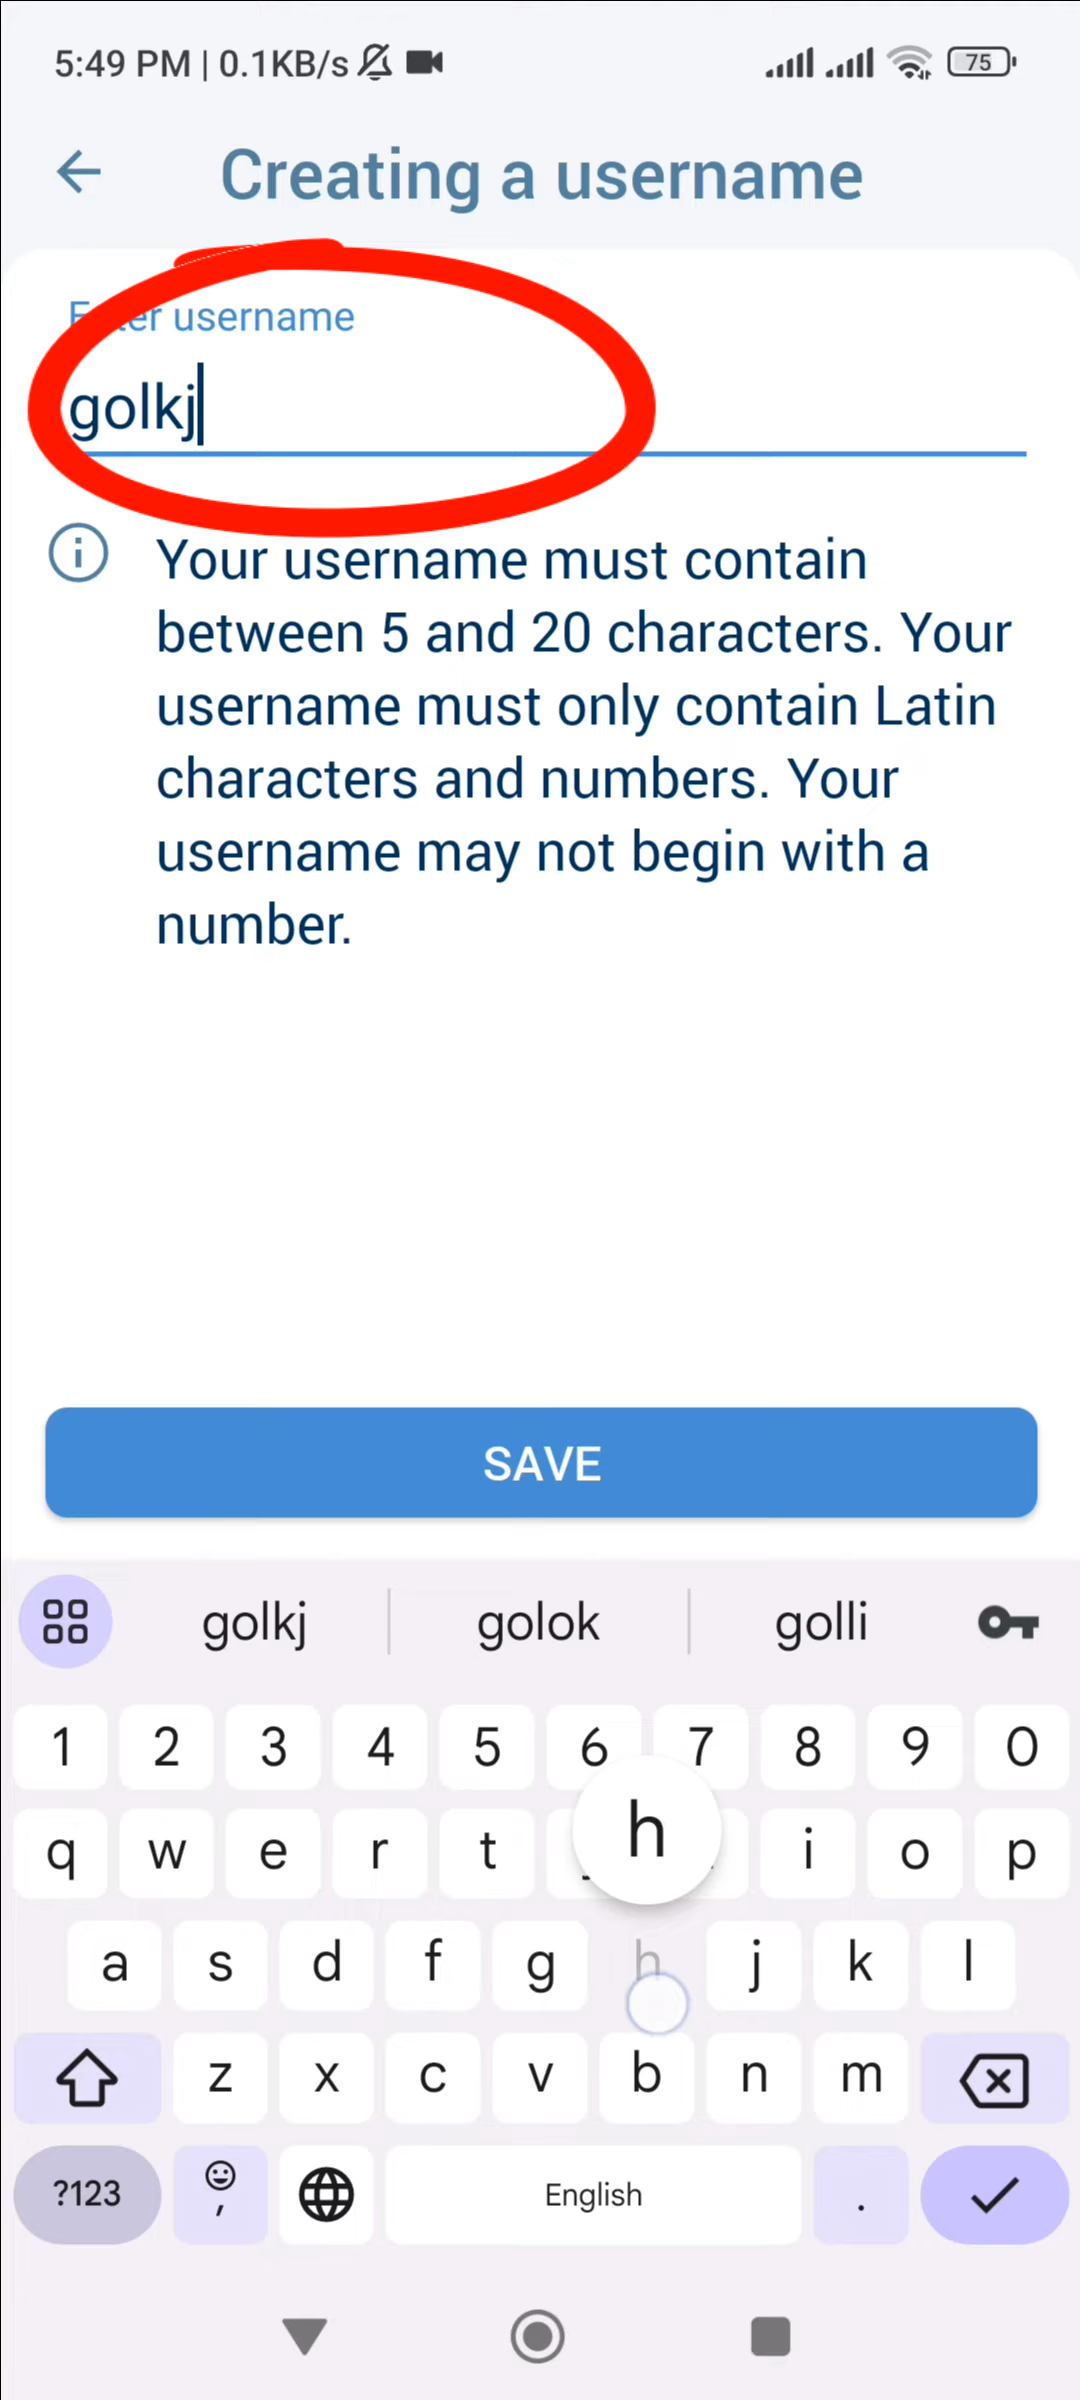 5:49 PM | 0.1KB/s 75
Creating a username
Enter username
golkj
Your username must contain
between 5 and 20 characters. Your
username must only contain Latin
characters and numbers. Your
username may not begin with a
number.
SAVE
golkj golok golli
1 2 3 4 5 6 7 8 9 0
h
q w e r t i o p
a s d f g h j k l
z x c v b n m
?123 , English .